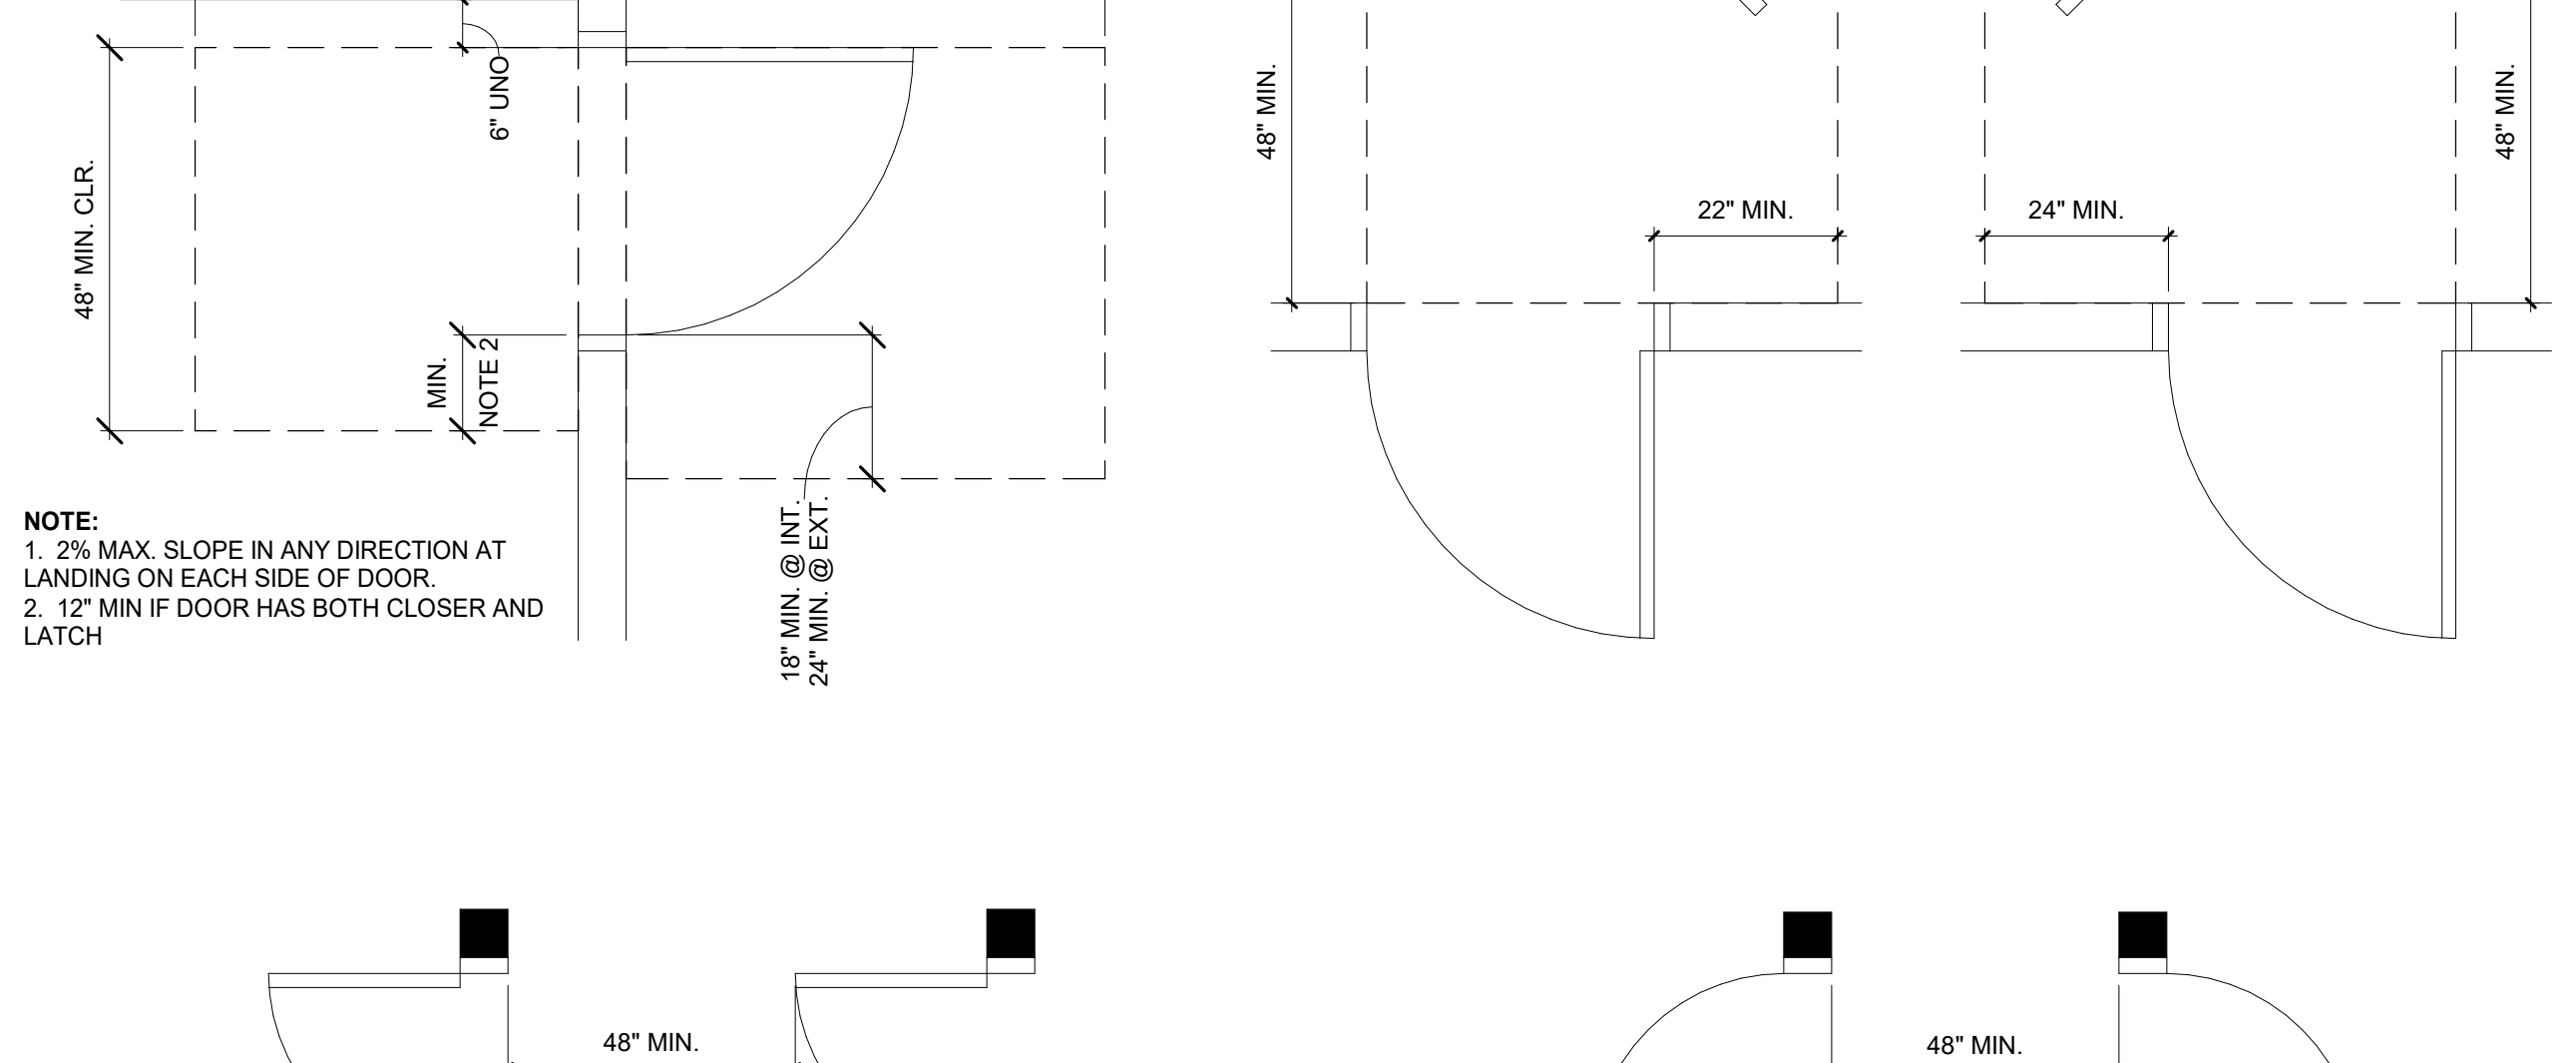 6" UNO
48" MIN. CLR.
MIN.
NOTE 2
18" MIN. @ INT.
24" MIN. @ EXT.
NOTE:
1. 2% MAX. SLOPE IN ANY DIRECTION AT
LANDING ON EACH SIDE OF DOOR.
2. 12" MIN IF DOOR HAS BOTH CLOSER AND
LATCH
48" MIN.
22" MIN.
24" MIN.
48" MIN.
48" MIN.
48" MIN.